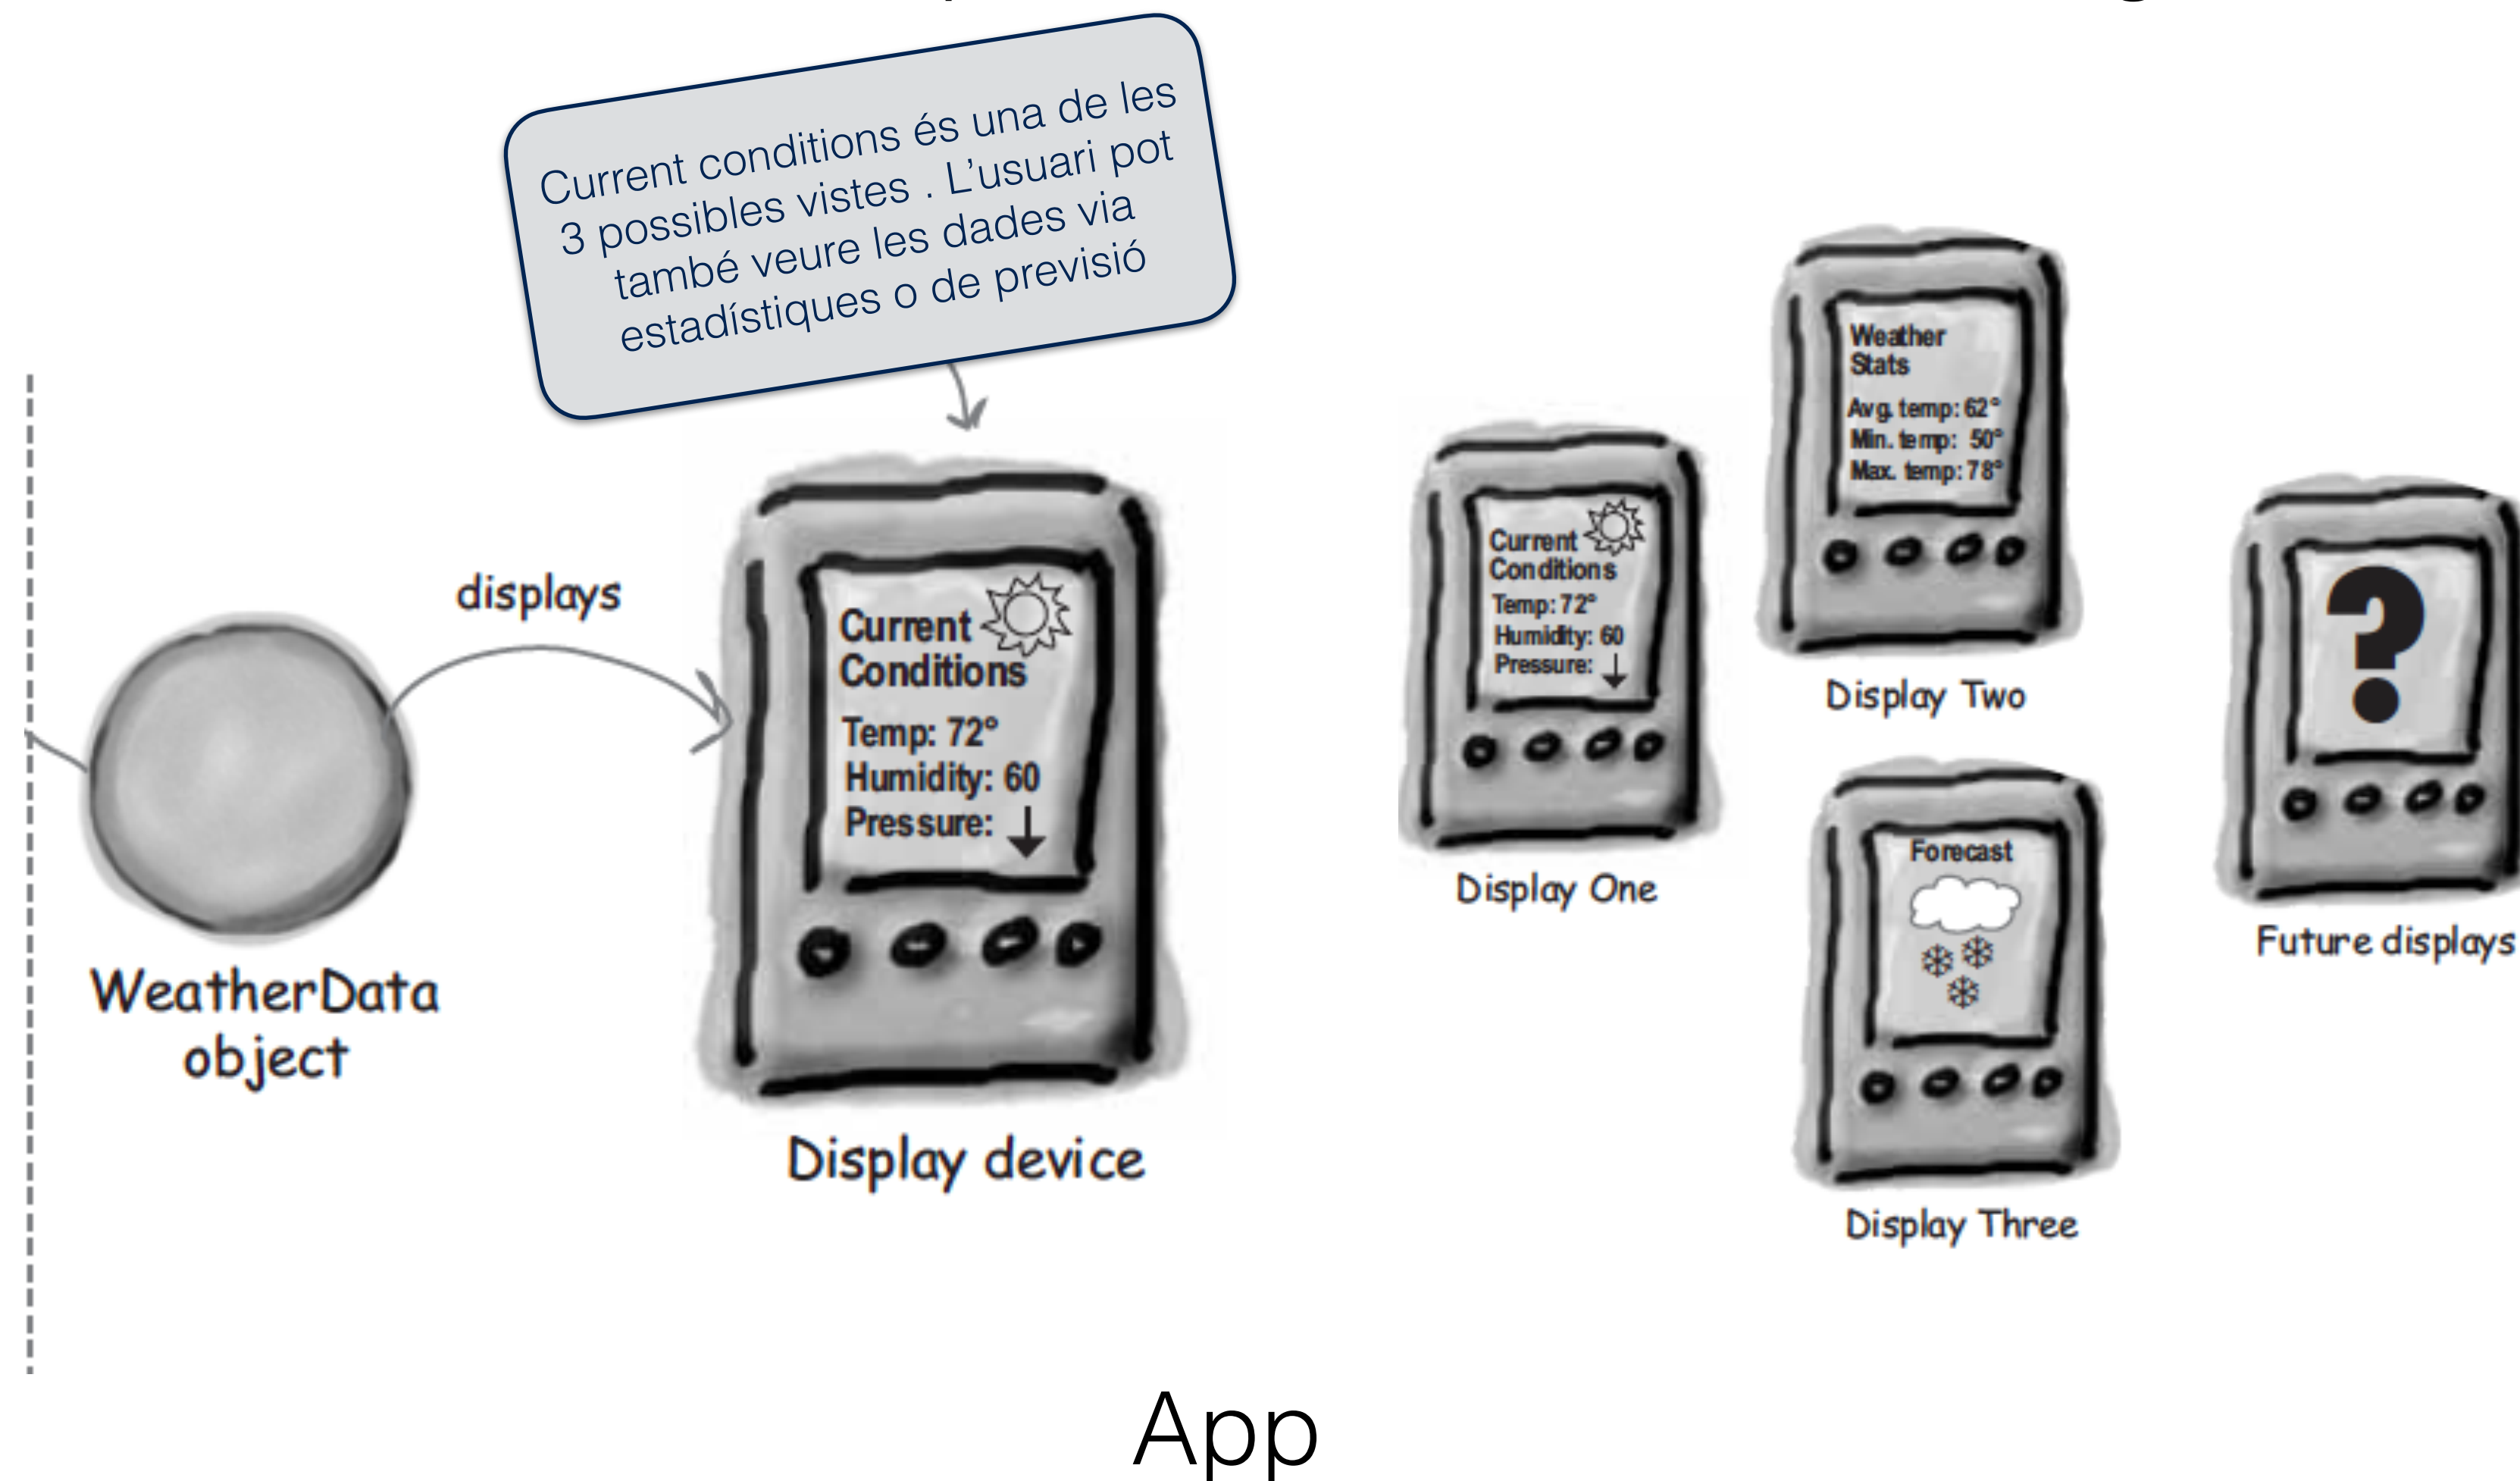 Current conditions és una de les
3 possibles vistes . L'usuari pot
també veure les dades via
estadístiques o de previsió
displays
WeatherData
object
Current
Conditions
Temp: 72°
Humidity: 60
Pressure:
Display device
Current
Conditions
Temp: 72°
Humidity: 60
Pressure:
Display One
Weather
Stats
Avg. temp: 62°
Min. temp: 50°
Max. temp: 78°
Display Two
Forecast
Display Three
?
Future displays
App